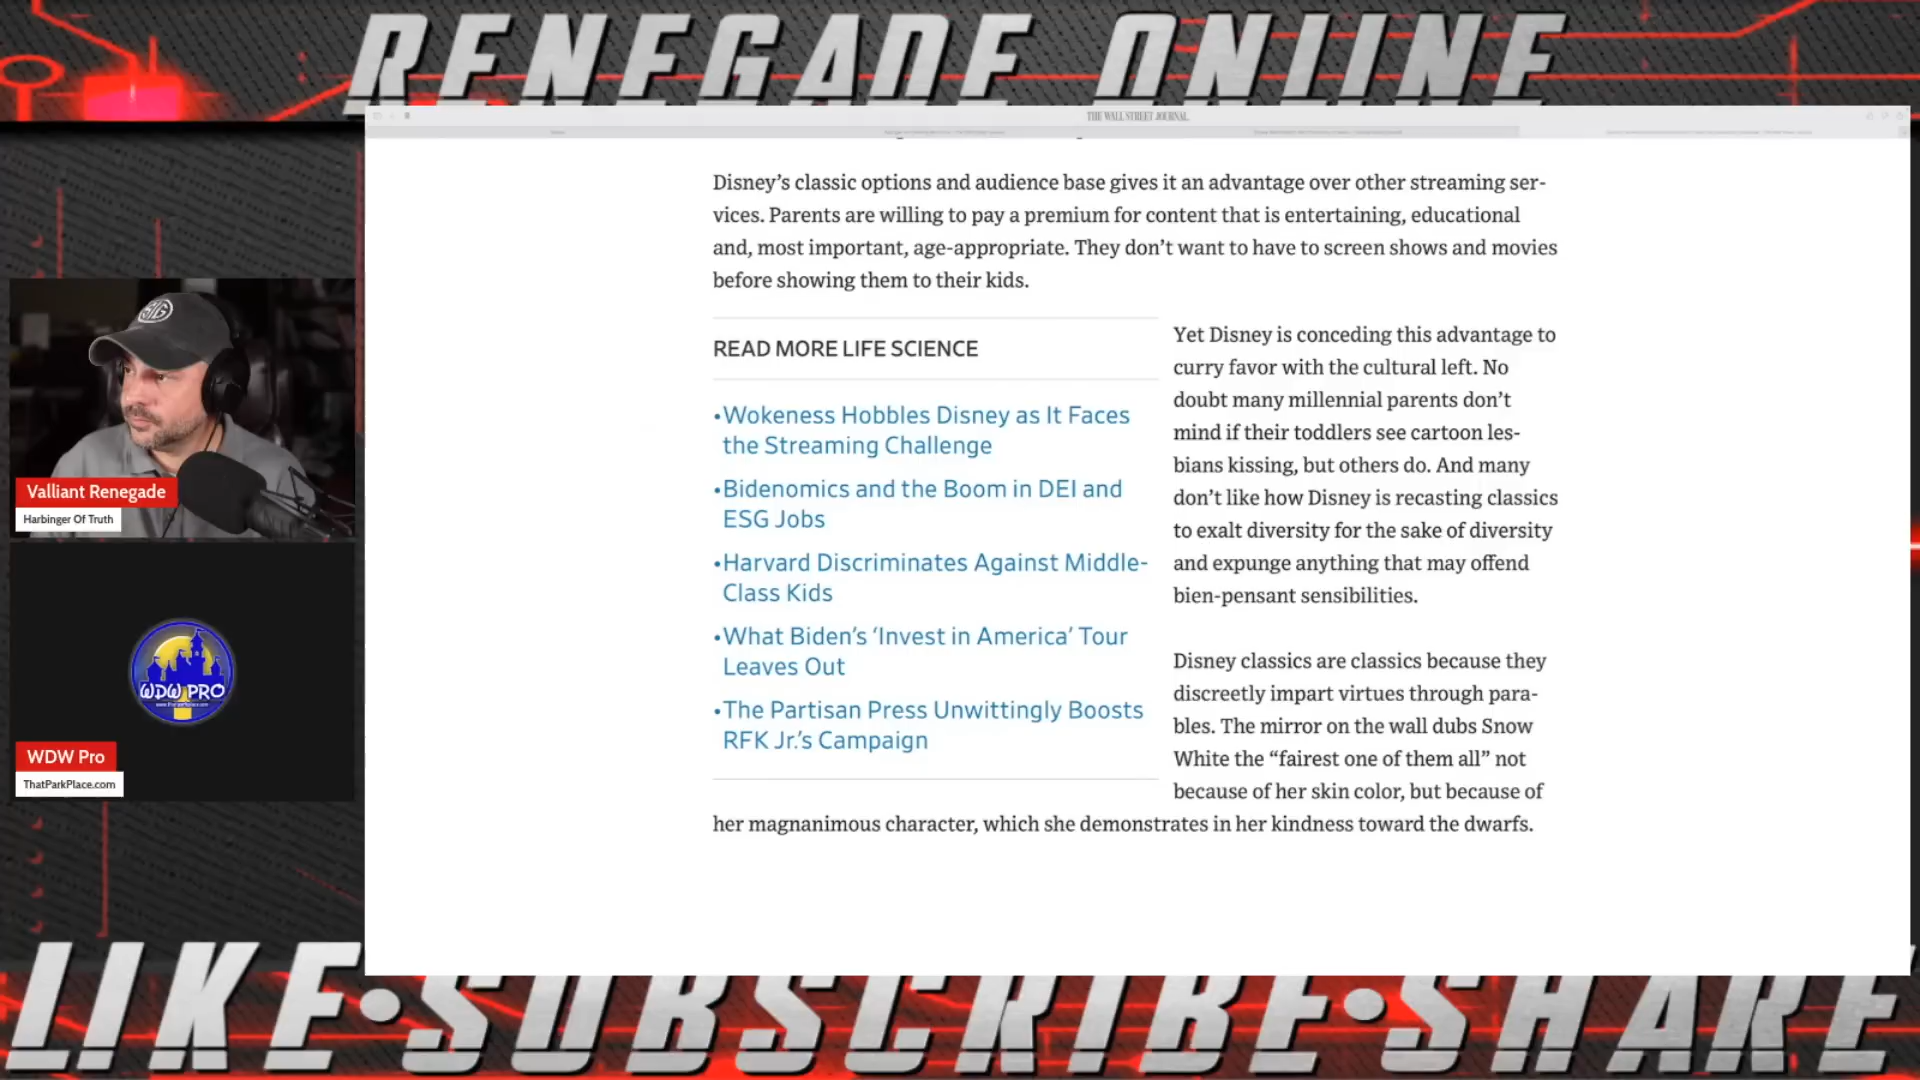 RENEGADE ONLINE
THE WALL STREET JOURNAL.
Disney’s classic options and audience base gives it an advantage over other streaming ser-
vices. Parents are willing to pay a premium for content that is entertaining, educational
and, most important, age-appropriate. They don’t want to have to screen shows and movies
before showing them to their kids.
READ MORE LIFE SCIENCE
•Wokeness Hobbles Disney as It Faces
the Streaming Challenge
•Bidenomics and the Boom in DEI and
ESG Jobs
•Harvard Discriminates Against Middle-
Class Kids
•What Biden’s ‘Invest in America’ Tour
Leaves Out
•The Partisan Press Unwittingly Boosts
RFK Jr.’s Campaign
Yet Disney is conceding this advantage to
curry favor with the cultural left. No
doubt many millennial parents don’t
mind if their toddlers see cartoon les-
bians kissing, but others do. And many
don’t like how Disney is recasting classics
to exalt diversity for the sake of diversity
and expunge anything that may offend
bien-pensant sensibilities.
Disney classics are classics because they
discreetly impart virtues through para-
bles. The mirror on the wall dubs Snow
White the “fairest one of them all” not
because of her skin color, but because of
her magnanimous character, which she demonstrates in her kindness toward the dwarfs.
SIG
Valliant Renegade
Harbinger Of Truth
WDW PRO
WDW Pro
ThatParkPlace.com
LIKE•SUBSCRIBE•SHARE